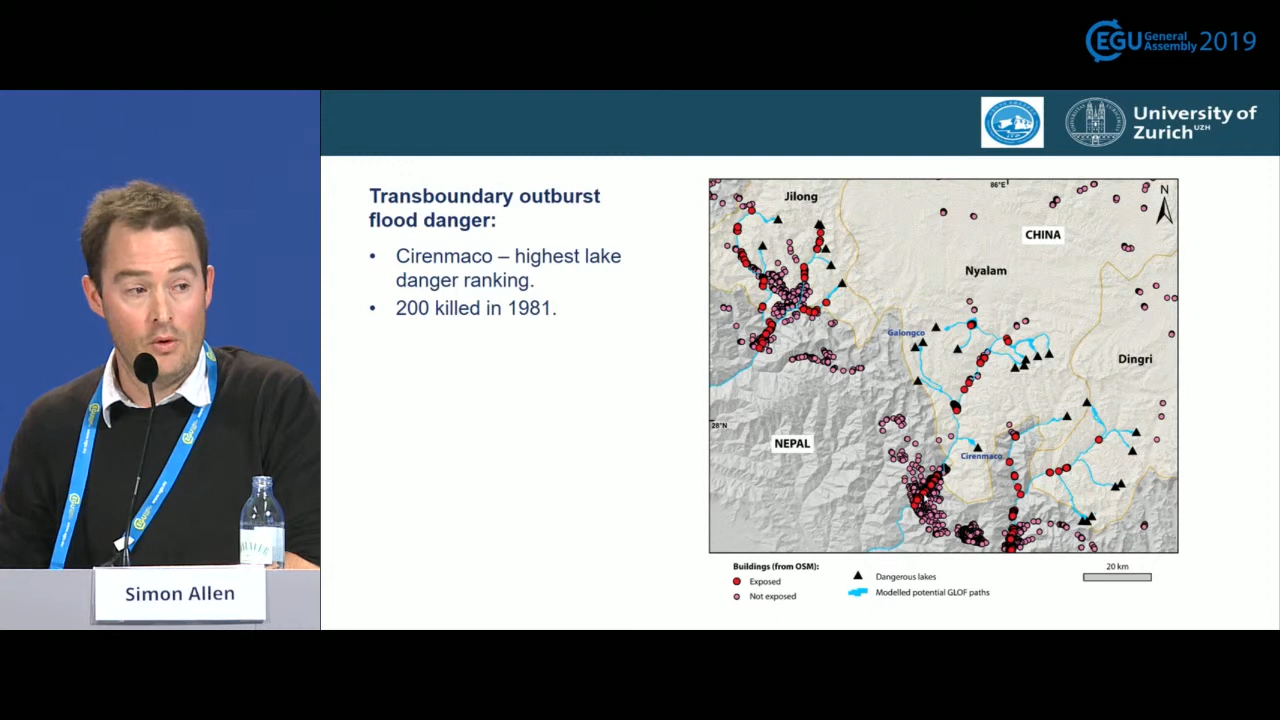 EGU General
Assembly 2019
University of
Zurich UZH
Transboundary outburst
flood danger:
• Cirenmaco – highest lake
danger ranking.
• 200 killed in 1981.
86°E
N
Jilong
CHINA
Nyalam
Galongco
Dingri
28°N
NEPAL
Cirenmaco
Buildings (from OSM):
Exposed
Not exposed
Dangerous lakes
Modelled potential GLOF paths
20 km
Simon Allen